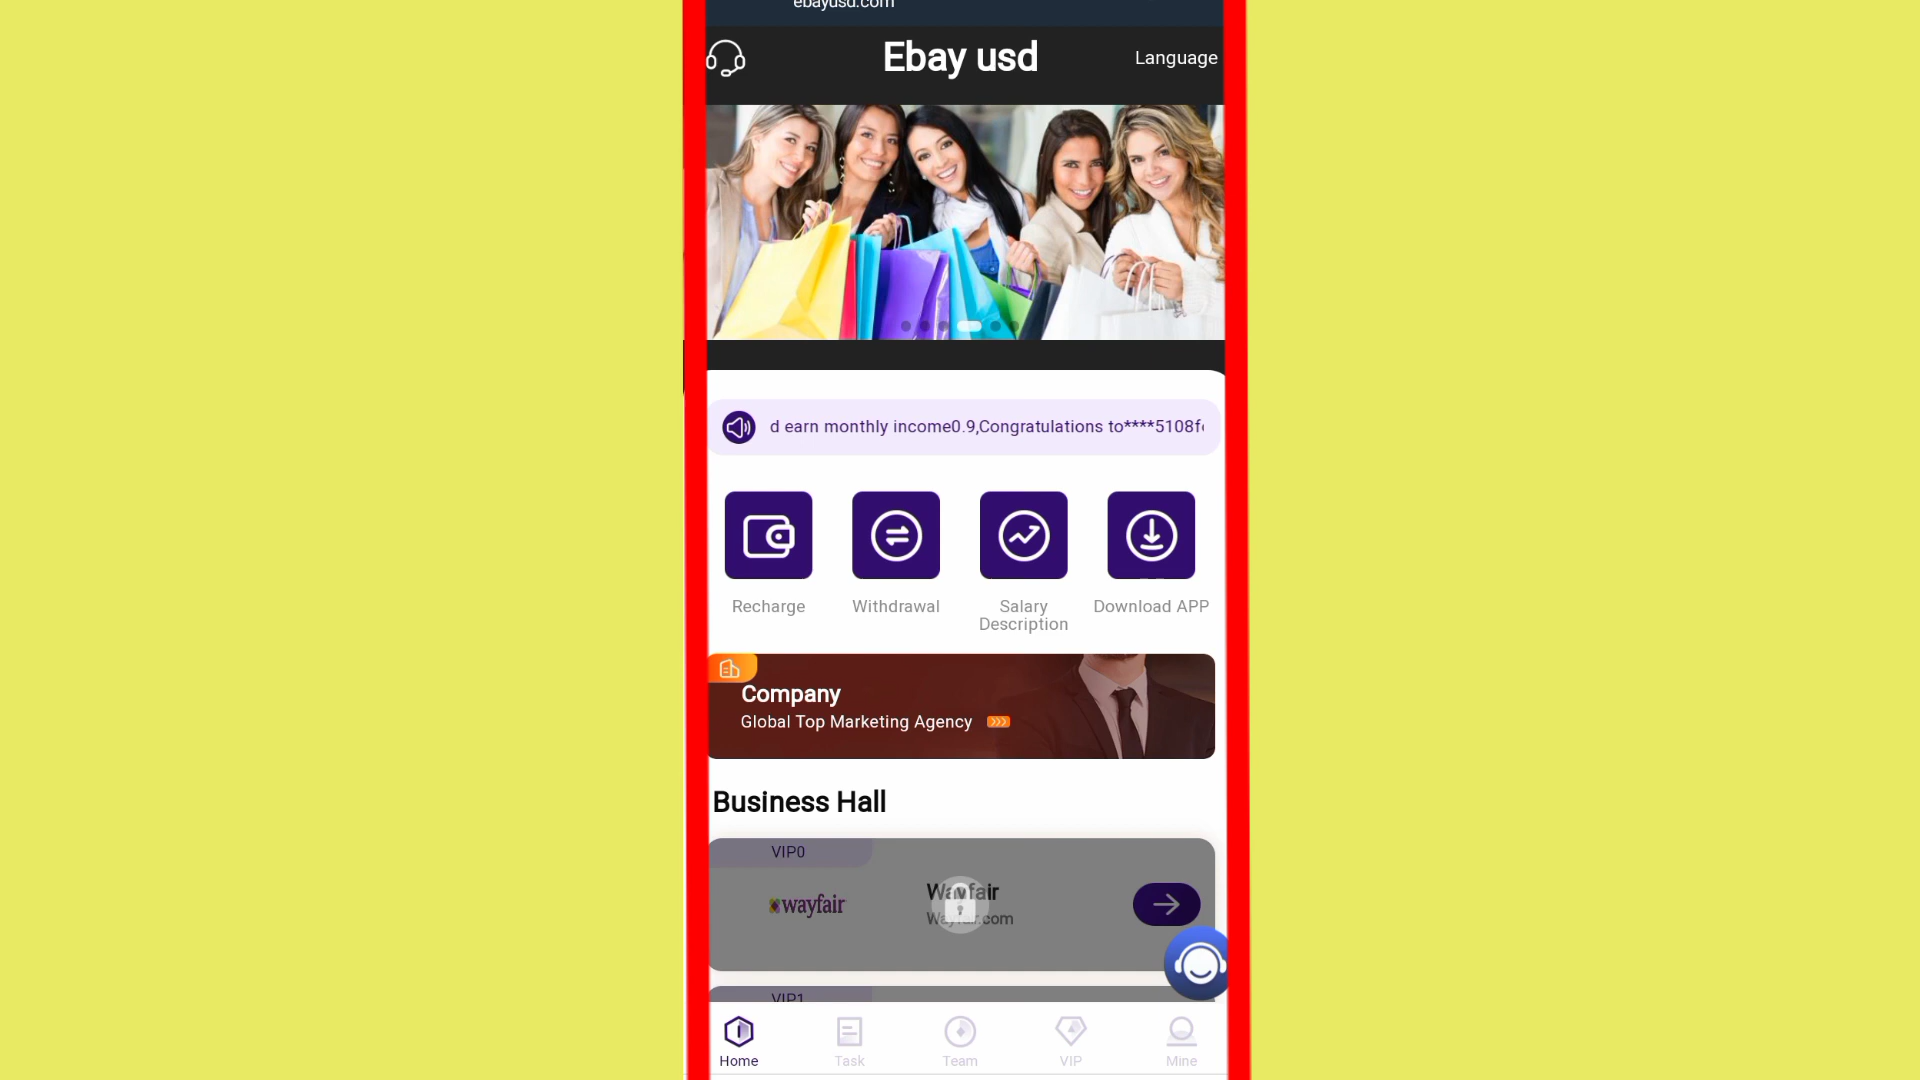 ebayusd.com
Ebay usd
Language
d earn monthly income0.9,Congratulations to****5108f
Recharge
Withdrawal
Salary
Description
Download APP
Company
Global Top Marketing Agency
Business Hall
VIP0
wayfair
Wayfair
Wayfair.com
VIP1
Home
Task
Team
VIP
Mine